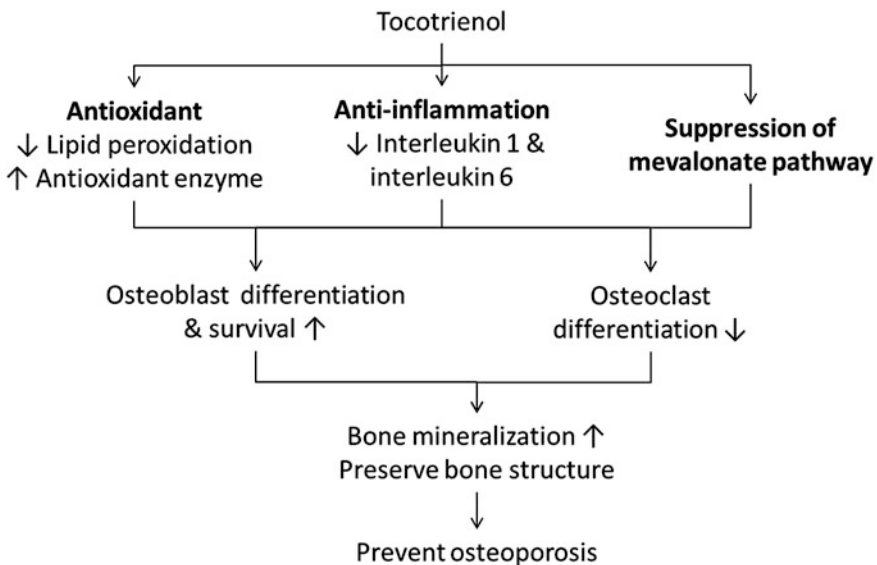 Tocotrienol
Antioxidant
↓ Lipid peroxidation
↑ Antioxidant enzyme
Anti-inflammation
↓ Interleukin 1 &
interleukin 6
Suppression of
mevalonate pathway
Osteoblast differentiation
& survival ↑
Osteoclast
differentiation ↓
Bone mineralization ↑
Preserve bone structure
Prevent osteoporosis